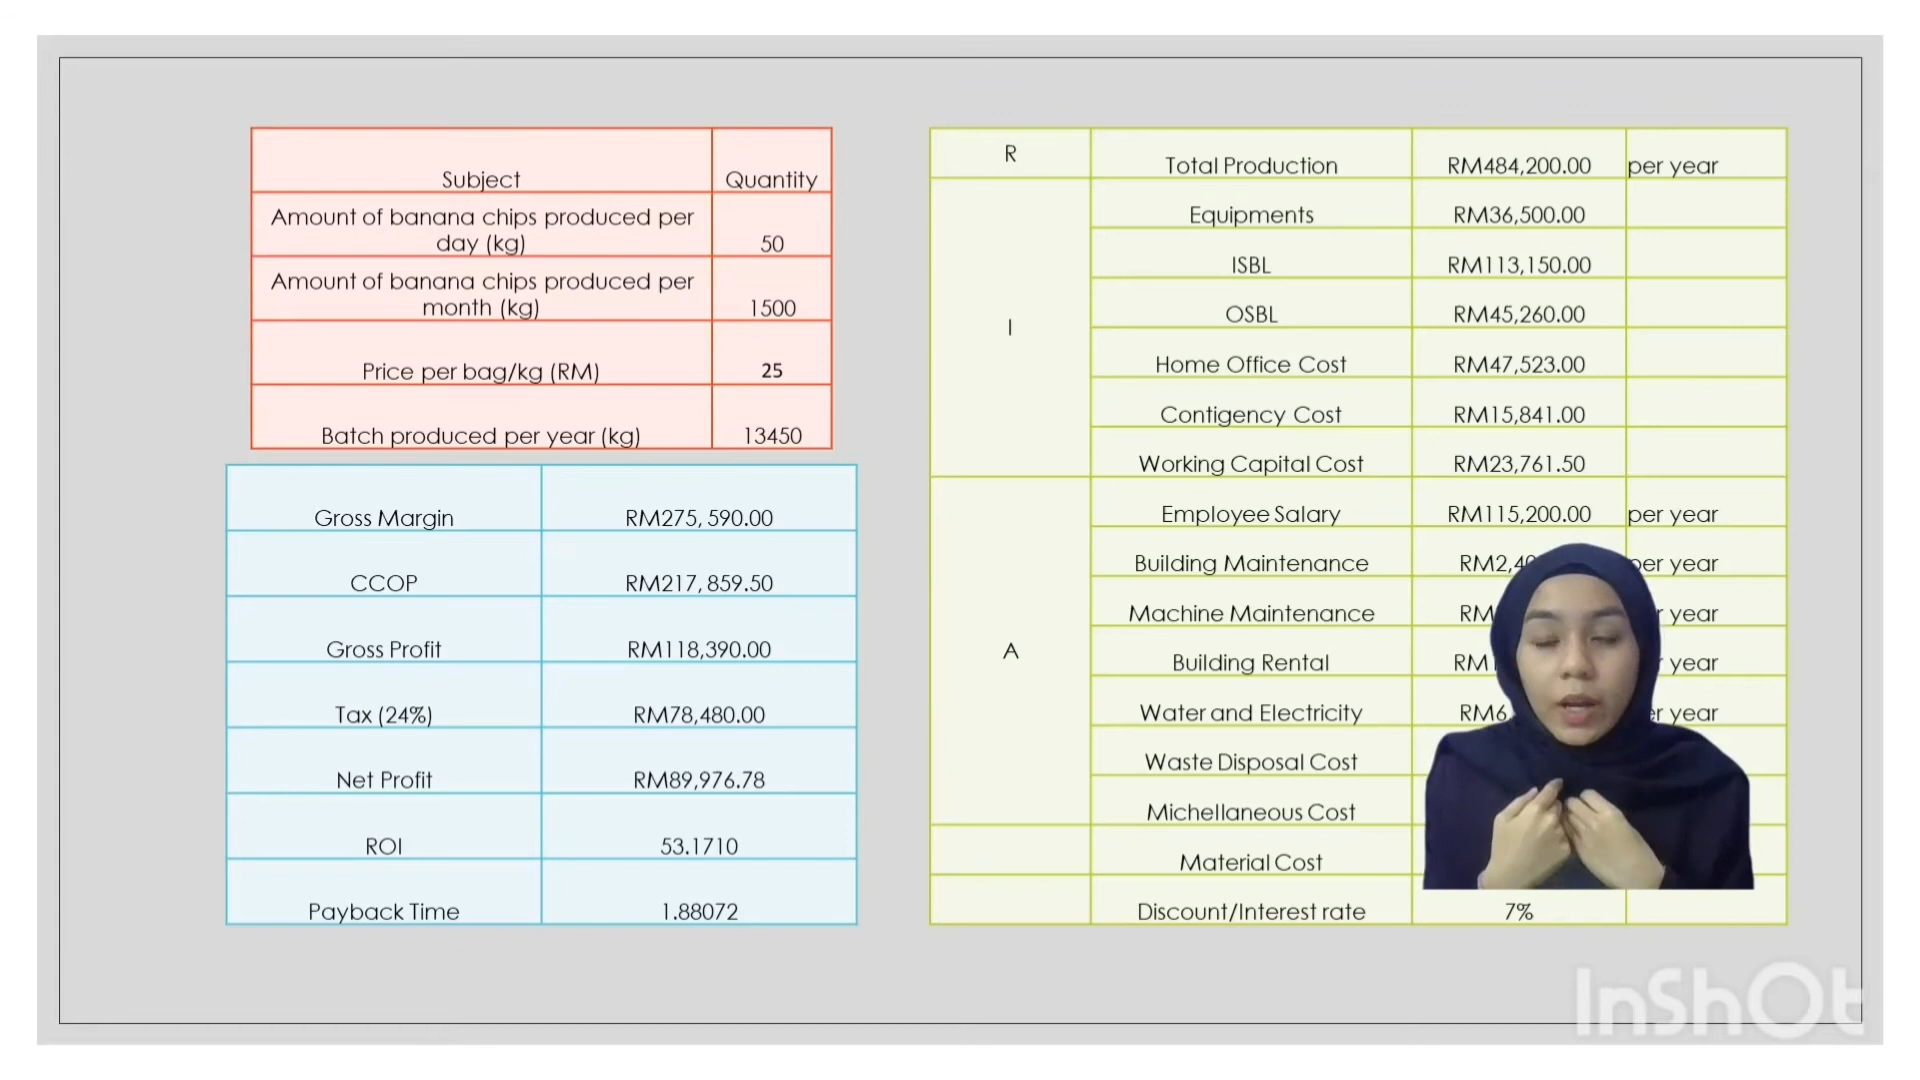 Subject Quantity
Amount of banana chips produced per
day (kg) 50
Amount of banana chips produced per
month (kg) 1500
Price per bag/kg (RM) 25
Batch produced per year (kg) 13450
Gross Margin RM275, 590.00
CCOP RM217, 859.50
Gross Profit RM118,390.00
Tax (24%) RM78,480.00
Net Profit RM89,976.78
ROI 53.1710
Payback Time 1.88072
R Total Production RM484,200.00 per year
Equipments RM36,500.00
ISBL RM113,150.00
OSBL RM45,260.00
I
Home Office Cost RM47,523.00
Contigency Cost RM15,841.00
Working Capital Cost RM23,761.50
Employee Salary RM115,200.00 per year
Building Maintenance per year
Machine Maintenance year
A
Building Rental year
Water and Electricity year
Waste Disposal Cost
Michellaneous Cost
Material Cost
Discount/Interest rate 7%
InShOt